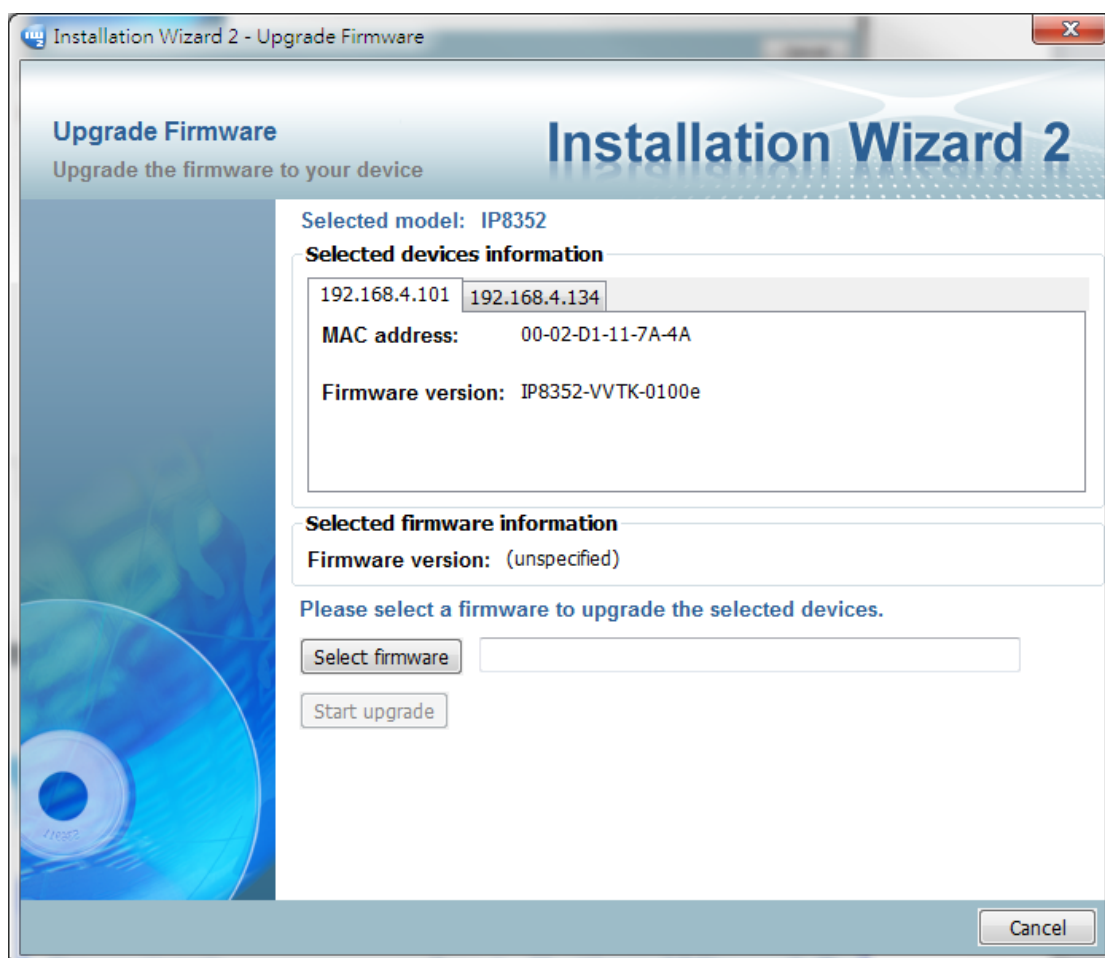 Installation Wizard 2 - Upgrade Firmware
Upgrade Firmware
Installation Wizard 2
Upgrade the firmware to your device
Selected model: IP8352
Selected devices information
192.168.4.101 192.168.4.134
MAC address: 00-02-D1-11-7A-4A
Firmware version: IP8352-VVTK-0100e
Selected firmware information
Firmware version: (unspecified)
Please select a firmware to upgrade the selected devices.
Select firmware
Start upgrade
Cancel